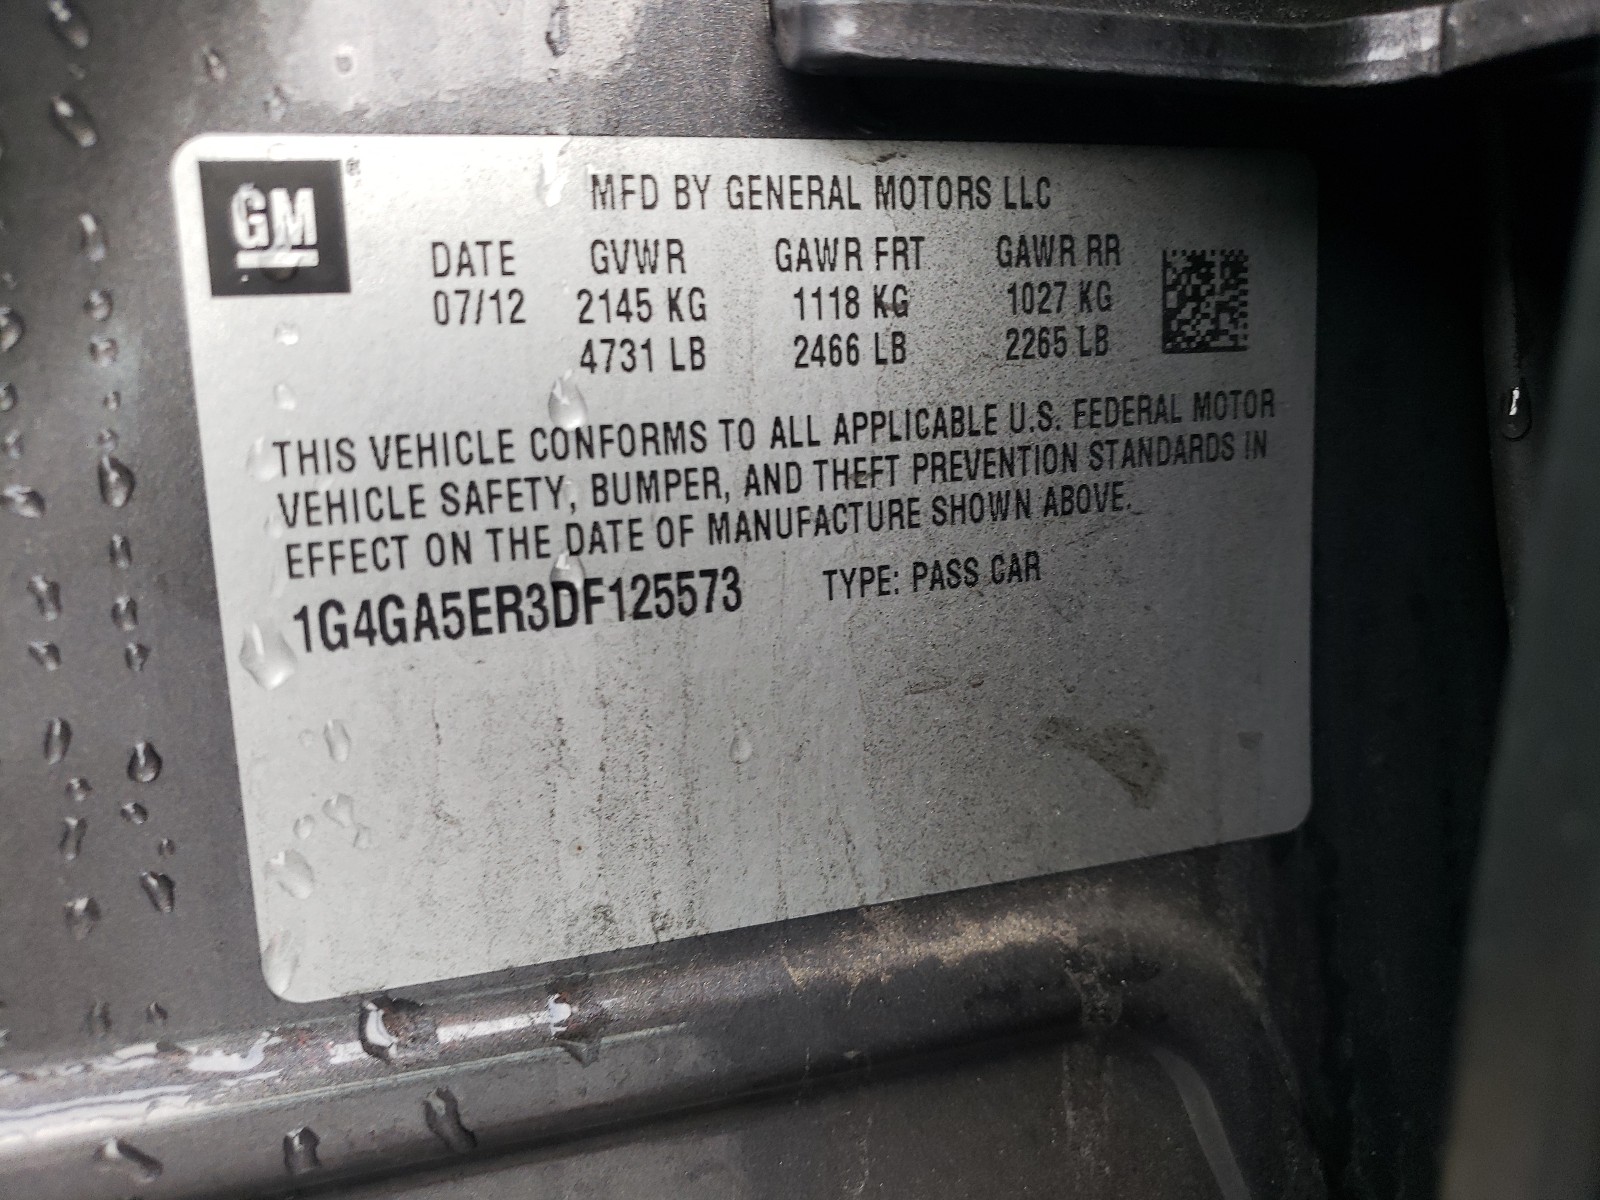 GM ®
MFD BY GENERAL MOTORS LLC
DATE GVWR GAWR FRT GAWR RR
07/12 2145 KG 1118 KG 1027 KG
4731 LB 2466 LB 2265 LB
THIS VEHICLE CONFORMS TO ALL APPLICABLE U.S. FEDERAL MOTOR
VEHICLE SAFETY, BUMPER, AND THEFT PREVENTION STANDARDS IN
EFFECT ON THE DATE OF MANUFACTURE SHOWN ABOVE.
1G4GA5ER3DF125573 TYPE: PASS CAR